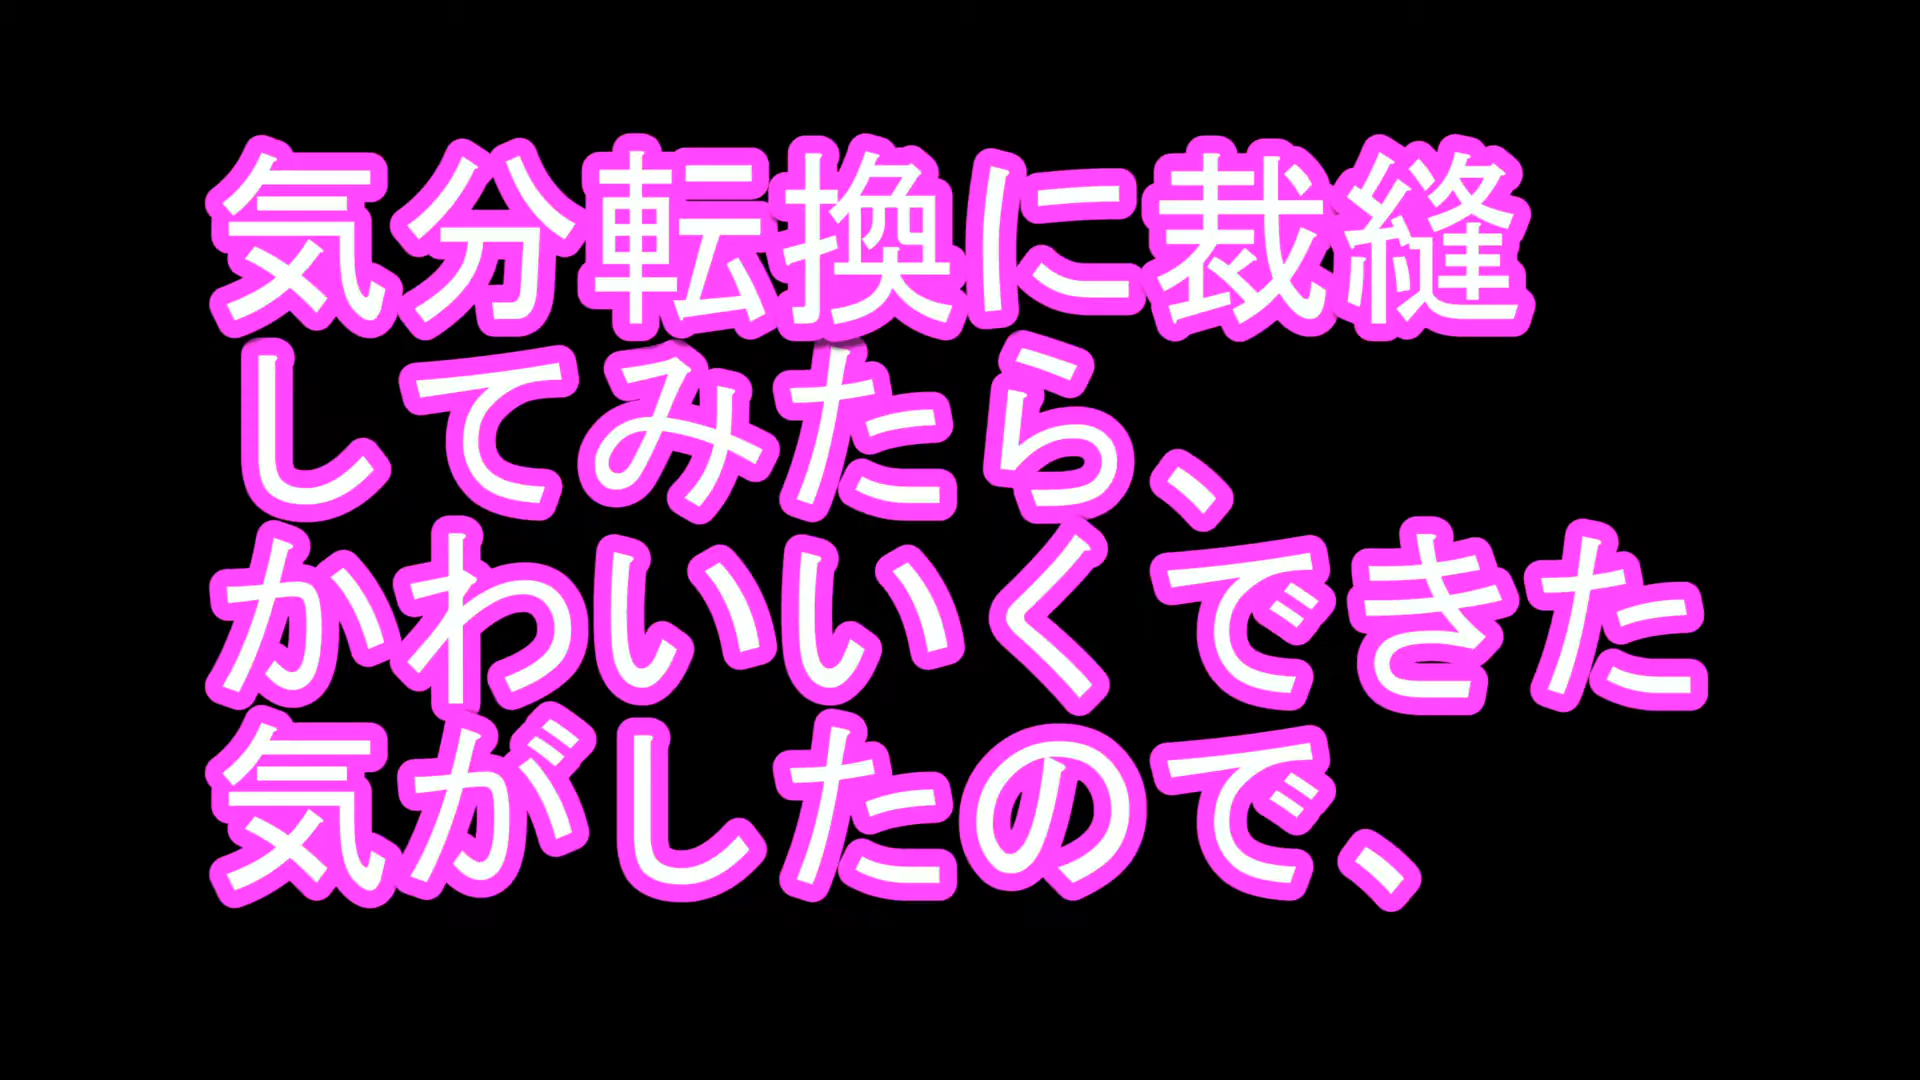 気分転換に裁縫
してみたら、
かわいいくできた
気がしたので、